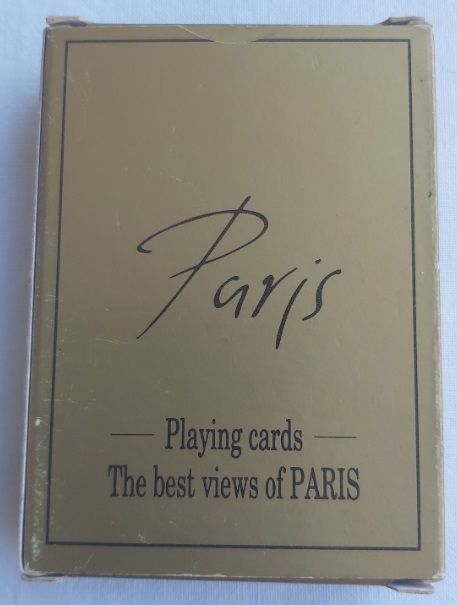 Paris
— Playing cards —
The best views of PARIS